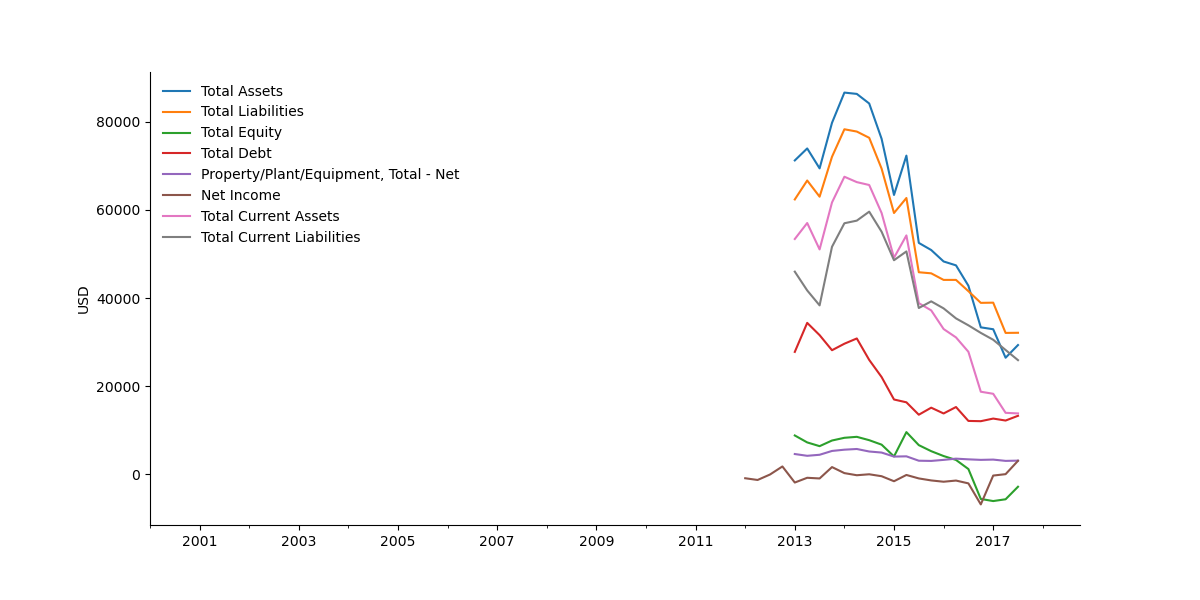 Total Assets
Total Liabilities
Total Equity
Total Debt
Property/Plant/Equipment, Total - Net
Net Income
Total Current Assets
Total Current Liabilities
USD
80000
60000
40000
20000
0
2001 2003 2005 2007 2009 2011 2013 2015 2017